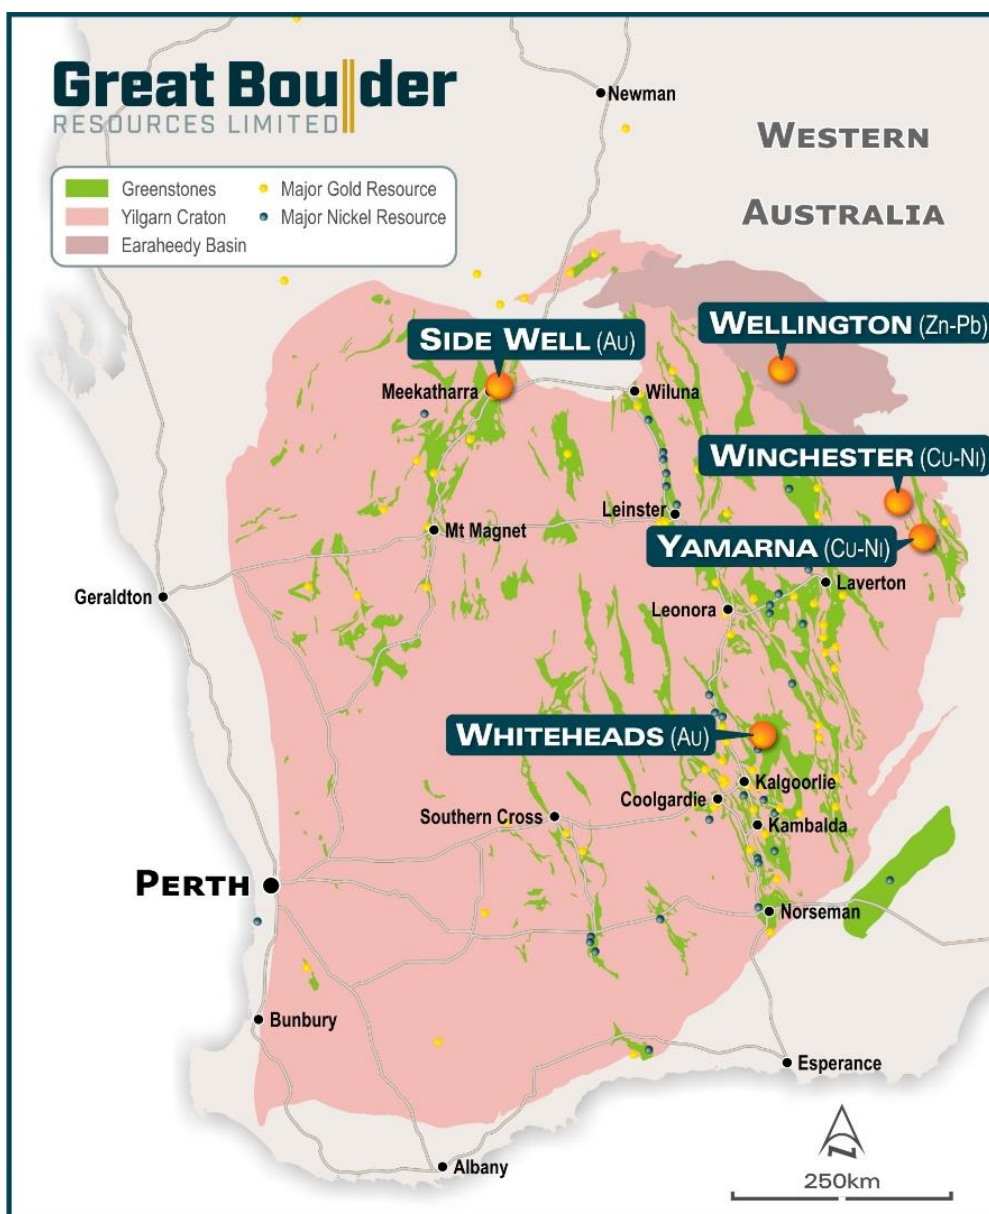 Great Boulder
RESOURCES LIMITED
Newman
WESTERN
AUSTRALIA
Greenstones
Major Gold Resource
Yilgarn Craton
Major Nickel Resource
Earaheedy Basin
SIDE WELL (Au)
WELLINGTON (Zn-Pb)
Meekatharra
Wiluna
WINCHESTER (Cu-Ni)
Leinster
Mt Magnet
YAMARNA (Cu-Ni)
Geraldton
Laverton
Leonora
WHITEHEADS (Au)
Kalgoorlie
Coolgardie
Southern Cross
Kambalda
PERTH
Norseman
Bunbury
Esperance
Albany
N
250km